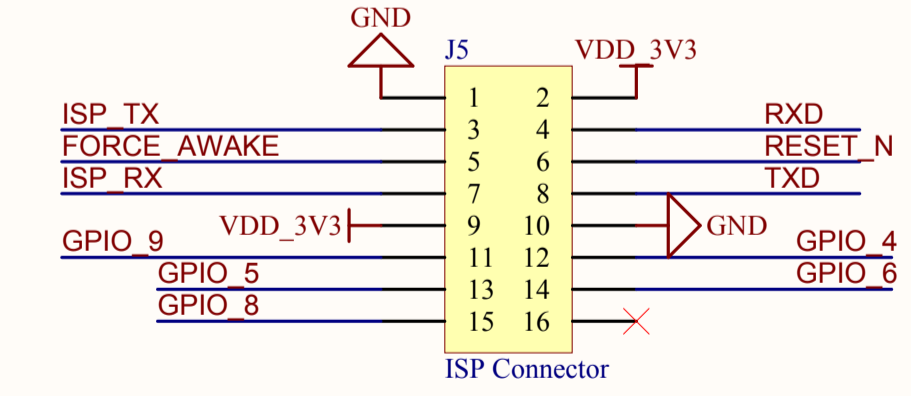 GND
J5 VDD_3V3
1 2
ISP_TX 3 4 RXD
FORCE_AWAKE 5 6 RESET_N
ISP_RX 7 8 TXD
VDD_3V3 9 10 GND
GPIO_9 11 12 GPIO_4
GPIO_5 13 14 GPIO_6
GPIO_8 15 16
ISP Connector